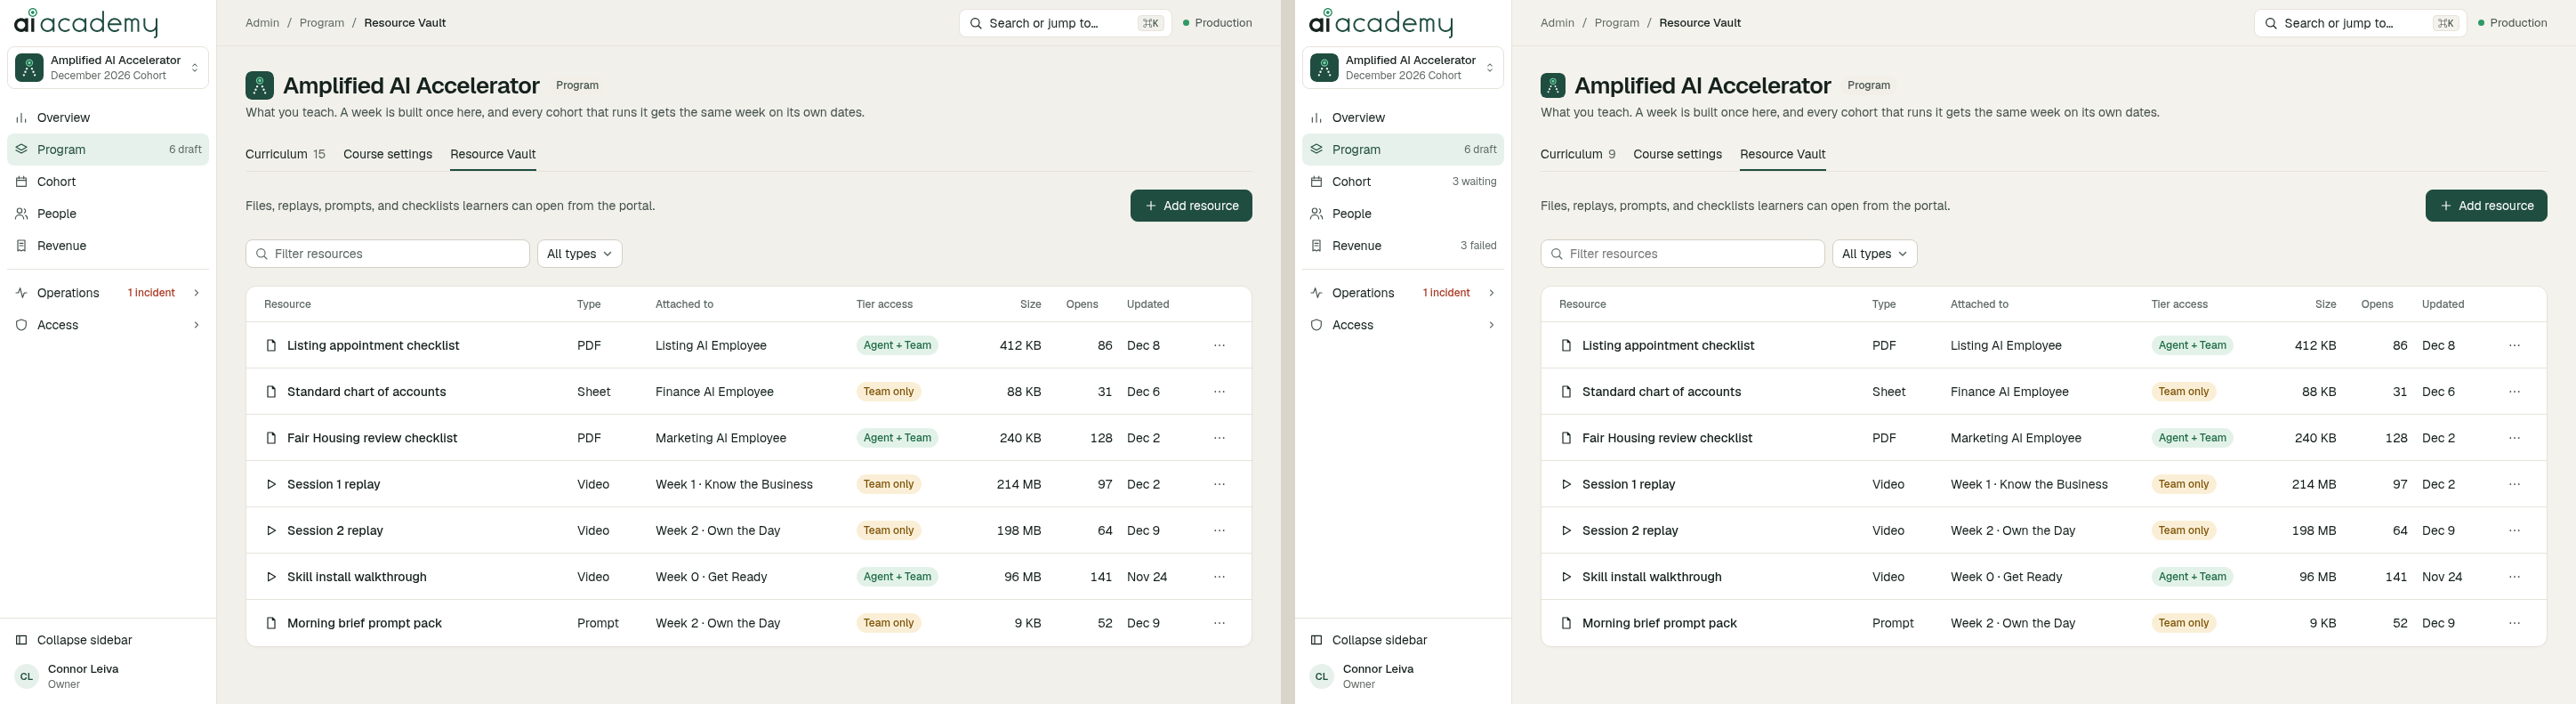 ai academy
Amplified AI Accelerator
December 2026 Cohort
Overview
Program 6 draft
Cohort
People
Revenue
Operations 1 incident
Access
Collapse sidebar
CL Connor Leiva
Owner
Admin / Program / Resource Vault
Search or jump to... ⌘K Production
Amplified AI Accelerator Program
What you teach. A week is built once here, and every cohort that runs it gets the same week on its own dates.
Curriculum 15 Course settings Resource Vault
Files, replays, prompts, and checklists learners can open from the portal.
+ Add resource
Filter resources All types
Resource Type Attached to Tier access Size Opens Updated
Listing appointment checklist PDF Listing AI Employee Agent + Team 412 KB 86 Dec 8 ···
Standard chart of accounts Sheet Finance AI Employee Team only 88 KB 31 Dec 6 ···
Fair Housing review checklist PDF Marketing AI Employee Agent + Team 240 KB 128 Dec 2 ···
Session 1 replay Video Week 1 · Know the Business Team only 214 MB 97 Dec 2 ···
Session 2 replay Video Week 2 · Own the Day Team only 198 MB 64 Dec 9 ···
Skill install walkthrough Video Week 0 · Get Ready Agent + Team 96 MB 141 Nov 24 ···
Morning brief prompt pack Prompt Week 2 · Own the Day Team only 9 KB 52 Dec 9 ···
ai academy
Amplified AI Accelerator
December 2026 Cohort
Overview
Program 6 draft
Cohort 3 waiting
People
Revenue 3 failed
Operations 1 incident
Access
Collapse sidebar
CL Connor Leiva
Owner
Admin / Program / Resource Vault
Search or jump to... ⌘K Production
Amplified AI Accelerator Program
What you teach. A week is built once here, and every cohort that runs it gets the same week on its own dates.
Curriculum 9 Course settings Resource Vault
Files, replays, prompts, and checklists learners can open from the portal.
+ Add resource
Filter resources All types
Resource Type Attached to Tier access Size Opens Updated
Listing appointment checklist PDF Listing AI Employee Agent + Team 412 KB 86 Dec 8 ···
Standard chart of accounts Sheet Finance AI Employee Team only 88 KB 31 Dec 6 ···
Fair Housing review checklist PDF Marketing AI Employee Agent + Team 240 KB 128 Dec 2 ···
Session 1 replay Video Week 1 · Know the Business Team only 214 MB 97 Dec 2 ···
Session 2 replay Video Week 2 · Own the Day Team only 198 MB 64 Dec 9 ···
Skill install walkthrough Video Week 0 · Get Ready Agent + Team 96 MB 141 Nov 24 ···
Morning brief prompt pack Prompt Week 2 · Own the Day Team only 9 KB 52 Dec 9 ···